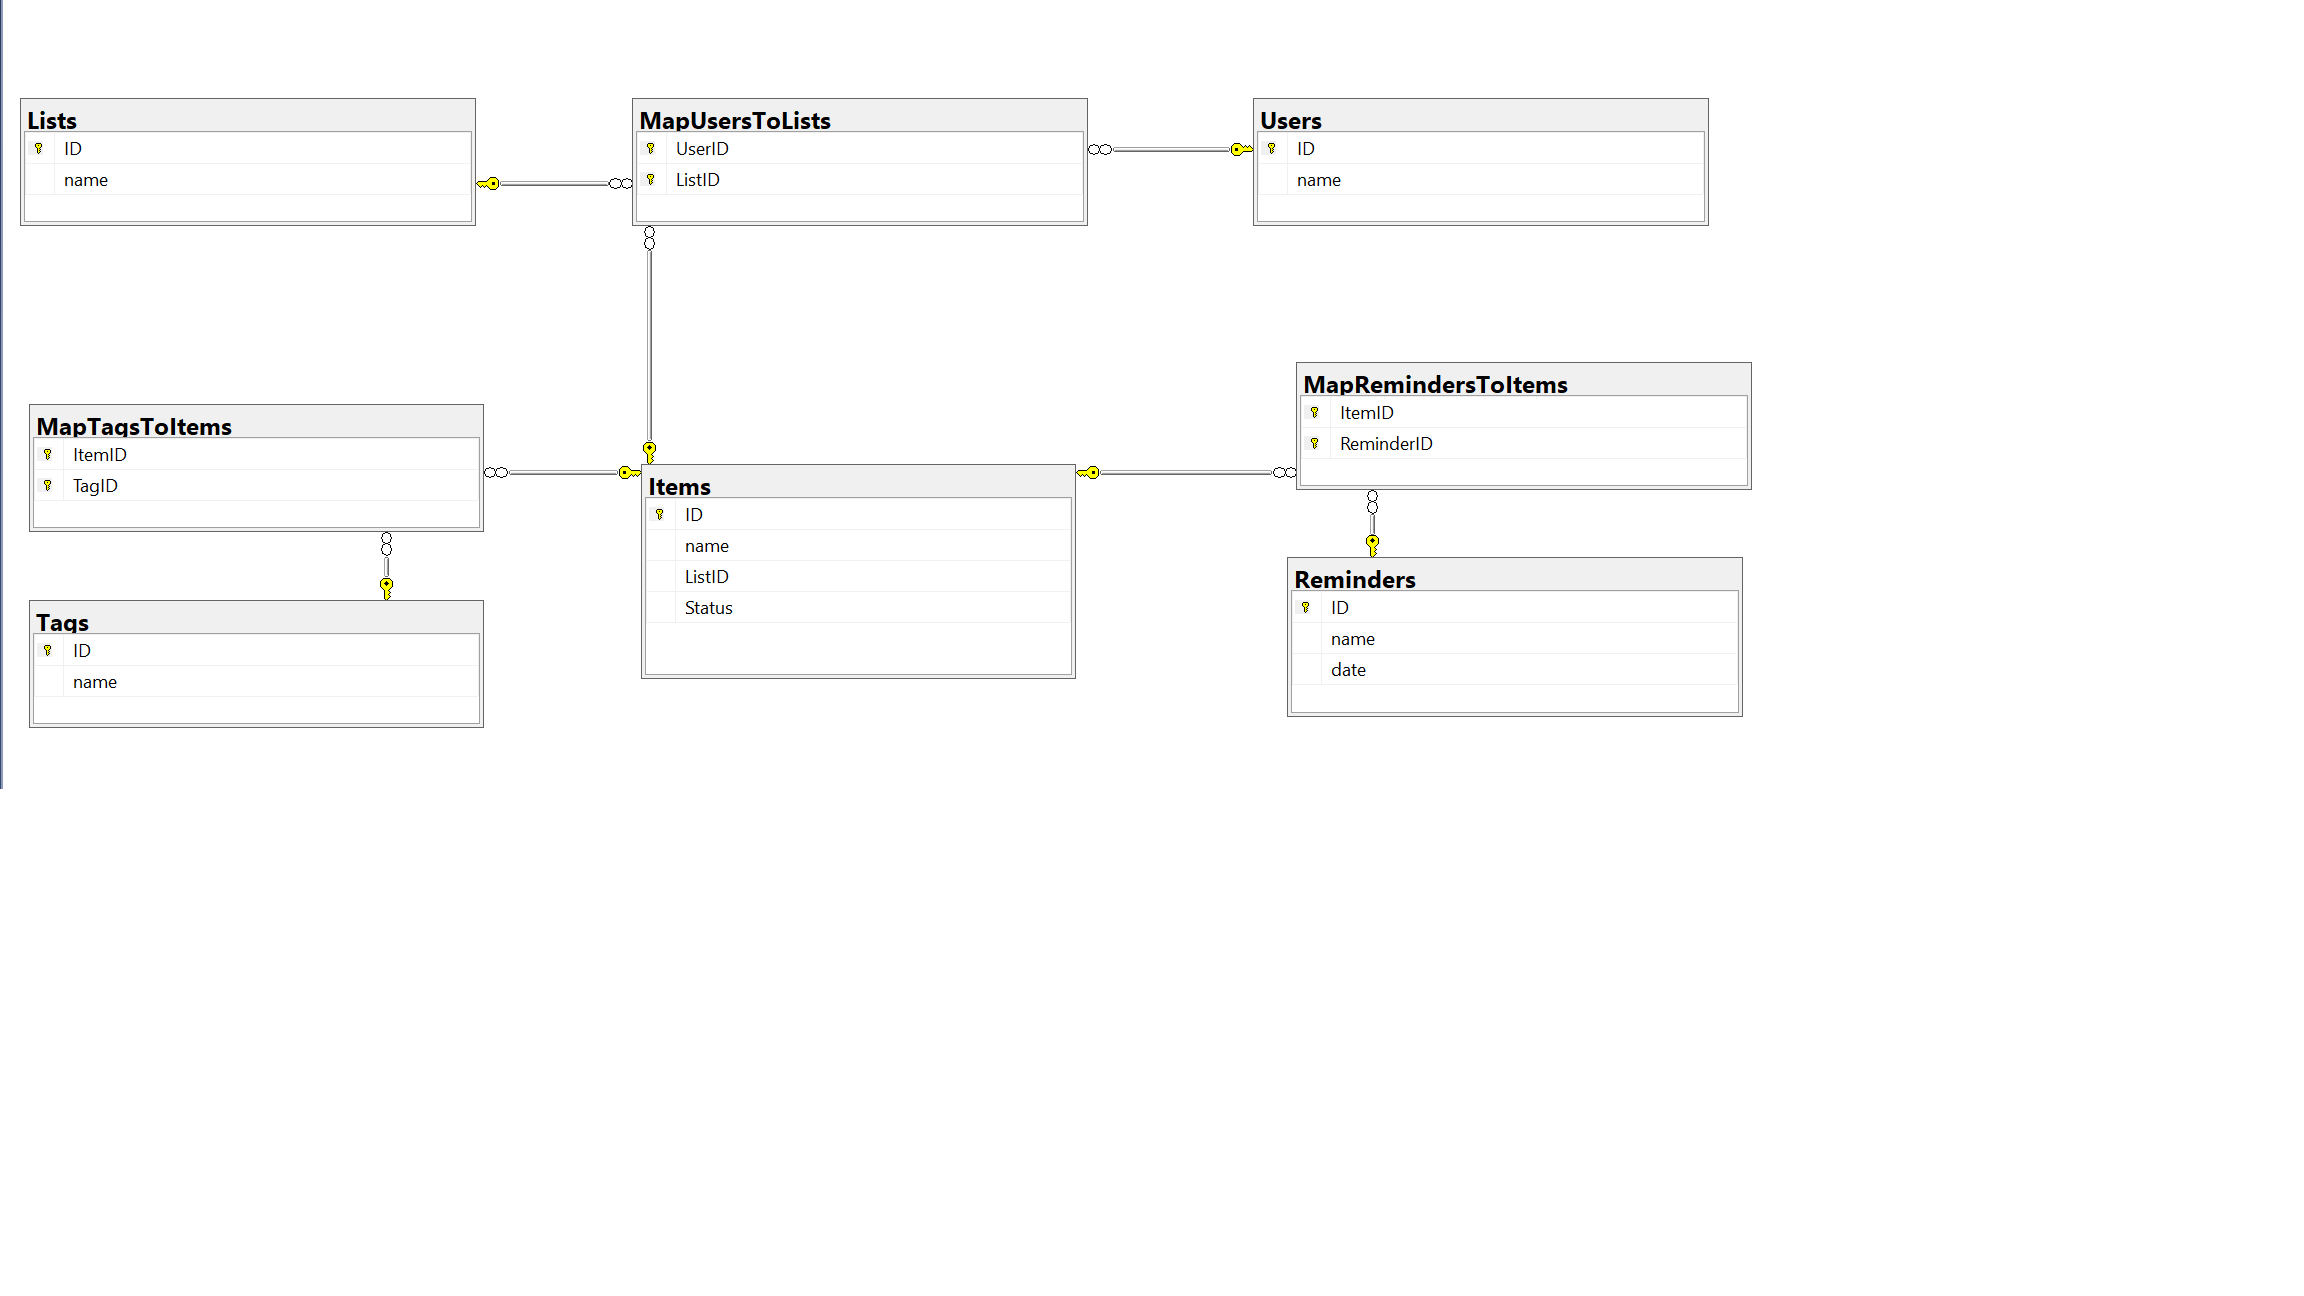 Lists
ID
name
MapUsersToLists
UserID
ListID
Users
ID
name
MapTagsToItems
ItemID
TagID
Tags
ID
name
Items
ID
name
ListID
Status
MapRemindersToItems
ItemID
ReminderID
Reminders
ID
name
date